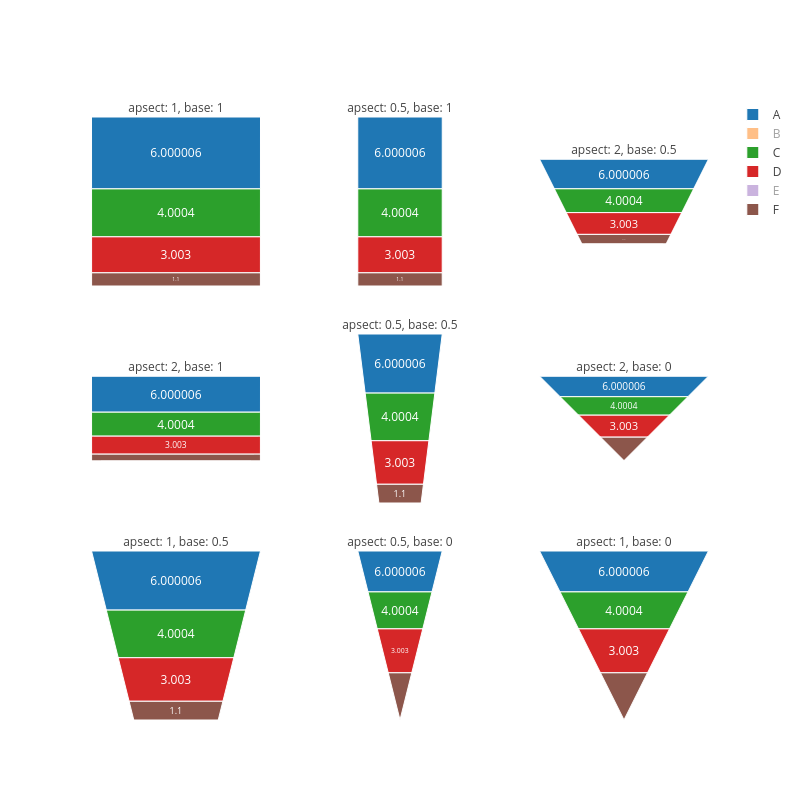 apsect: 1, base: 1
6.000006
4.0004
3.003
1.1
apsect: 0.5, base: 1
6.000006
4.0004
3.003
1.1
apsect: 2, base: 0.5
6.000006
4.0004
3.003
A
B
C
D
E
F
apsect: 2, base: 1
6.000006
4.0004
3.003
apsect: 0.5, base: 0.5
6.000006
4.0004
3.003
1.1
apsect: 2, base: 0
6.000006
4.0004
3.003
apsect: 1, base: 0.5
6.000006
4.0004
3.003
1.1
apsect: 0.5, base: 0
6.000006
4.0004
3.003
apsect: 1, base: 0
6.000006
4.0004
3.003